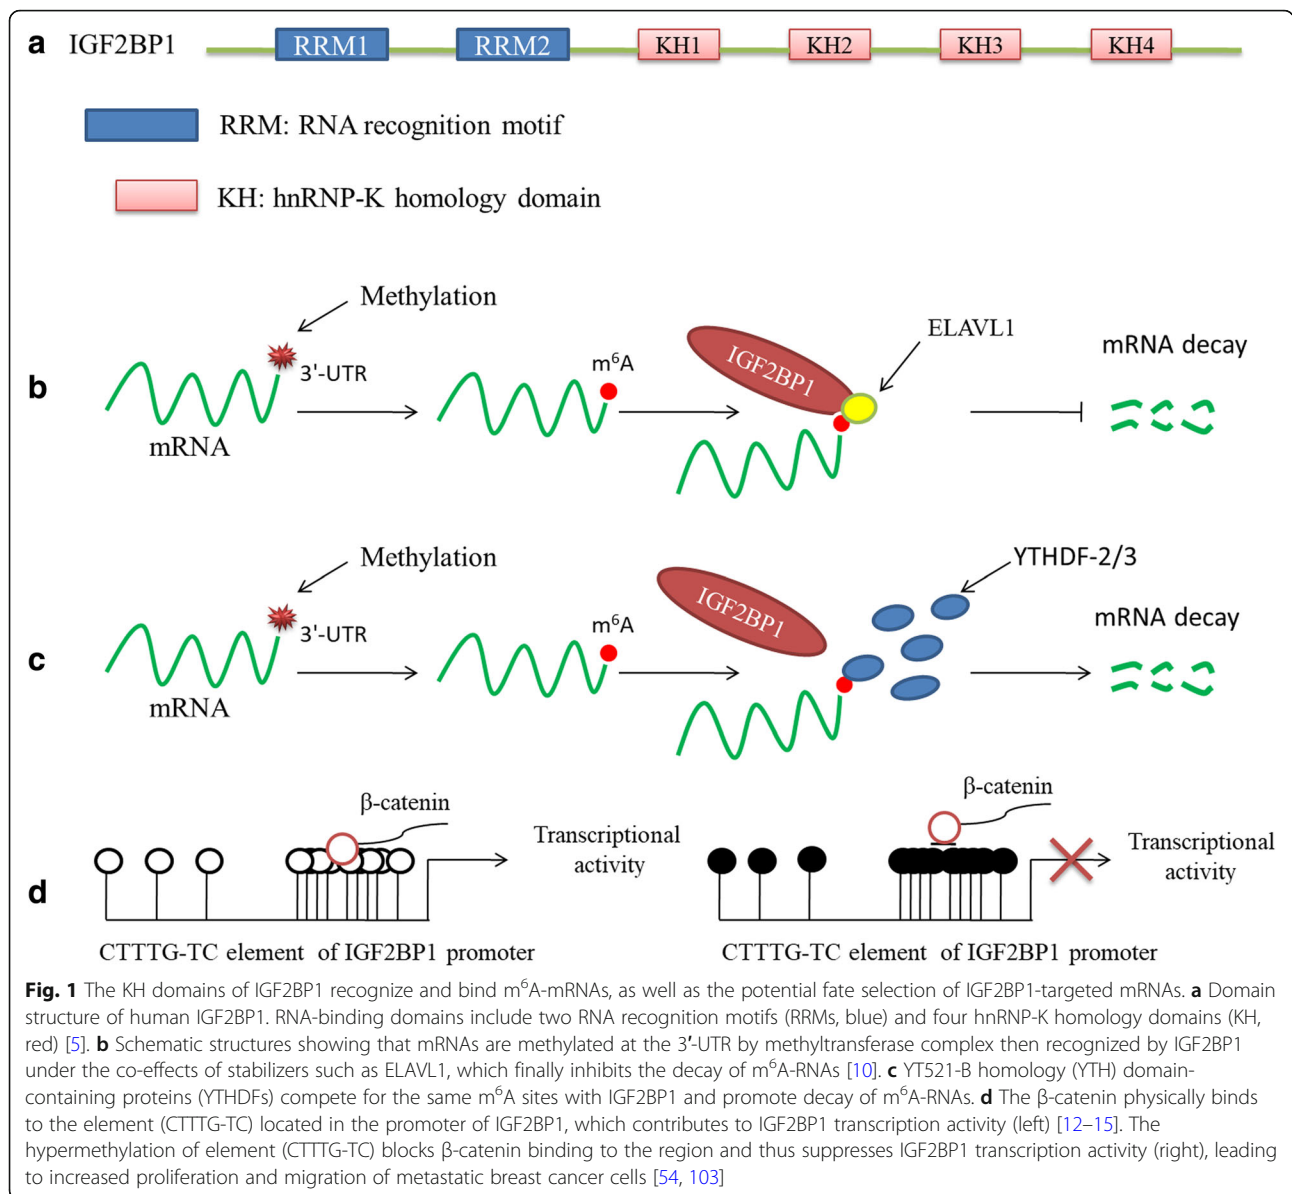 a IGF2BP1 RRM1 RRM2 KH1 KH2 KH3 KH4
RRM: RNA recognition motif
KH: hnRNP-K homology domain
b
Methylation
3'-UTR
mRNA
m⁶A
IGF2BP1
ELAVL1
mRNA decay
c
Methylation
3'-UTR
mRNA
m⁶A
IGF2BP1
YTHDF-2/3
mRNA decay
d
β-catenin
Transcriptional
activity
CTTTG-TC element of IGF2BP1 promoter
β-catenin
Transcriptional
activity
CTTTG-TC element of IGF2BP1 promoter
Fig. 1 The KH domains of IGF2BP1 recognize and bind m⁶A-mRNAs, as well as the potential fate selection of IGF2BP1-targeted mRNAs. a Domain
structure of human IGF2BP1. RNA-binding domains include two RNA recognition motifs (RRMs, blue) and four hnRNP-K homology domains (KH,
red) [5]. b Schematic structures showing that mRNAs are methylated at the 3′-UTR by methyltransferase complex then recognized by IGF2BP1
under the co-effects of stabilizers such as ELAVL1, which finally inhibits the decay of m⁶A-RNAs [10]. c YT521-B homology (YTH) domain-
containing proteins (YTHDFs) compete for the same m⁶A sites with IGF2BP1 and promote decay of m⁶A-RNAs. d The β-catenin physically binds
to the element (CTTTG-TC) located in the promoter of IGF2BP1, which contributes to IGF2BP1 transcription activity (left) [12–15]. The
hypermethylation of element (CTTTG-TC) blocks β-catenin binding to the region and thus suppresses IGF2BP1 transcription activity (right), leading
to increased proliferation and migration of metastatic breast cancer cells [54, 103]